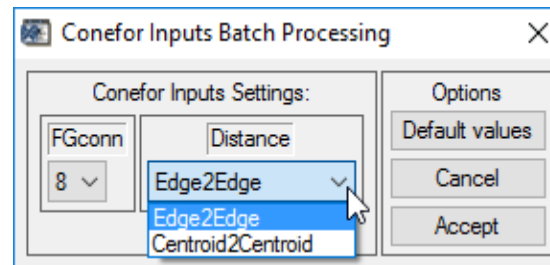 Conefor Inputs Batch Processing
Conefor Inputs Settings:
FGconn
8
Distance
Edge2Edge
Edge2Edge
Centroid2Centroid
Options
Default values
Cancel
Accept